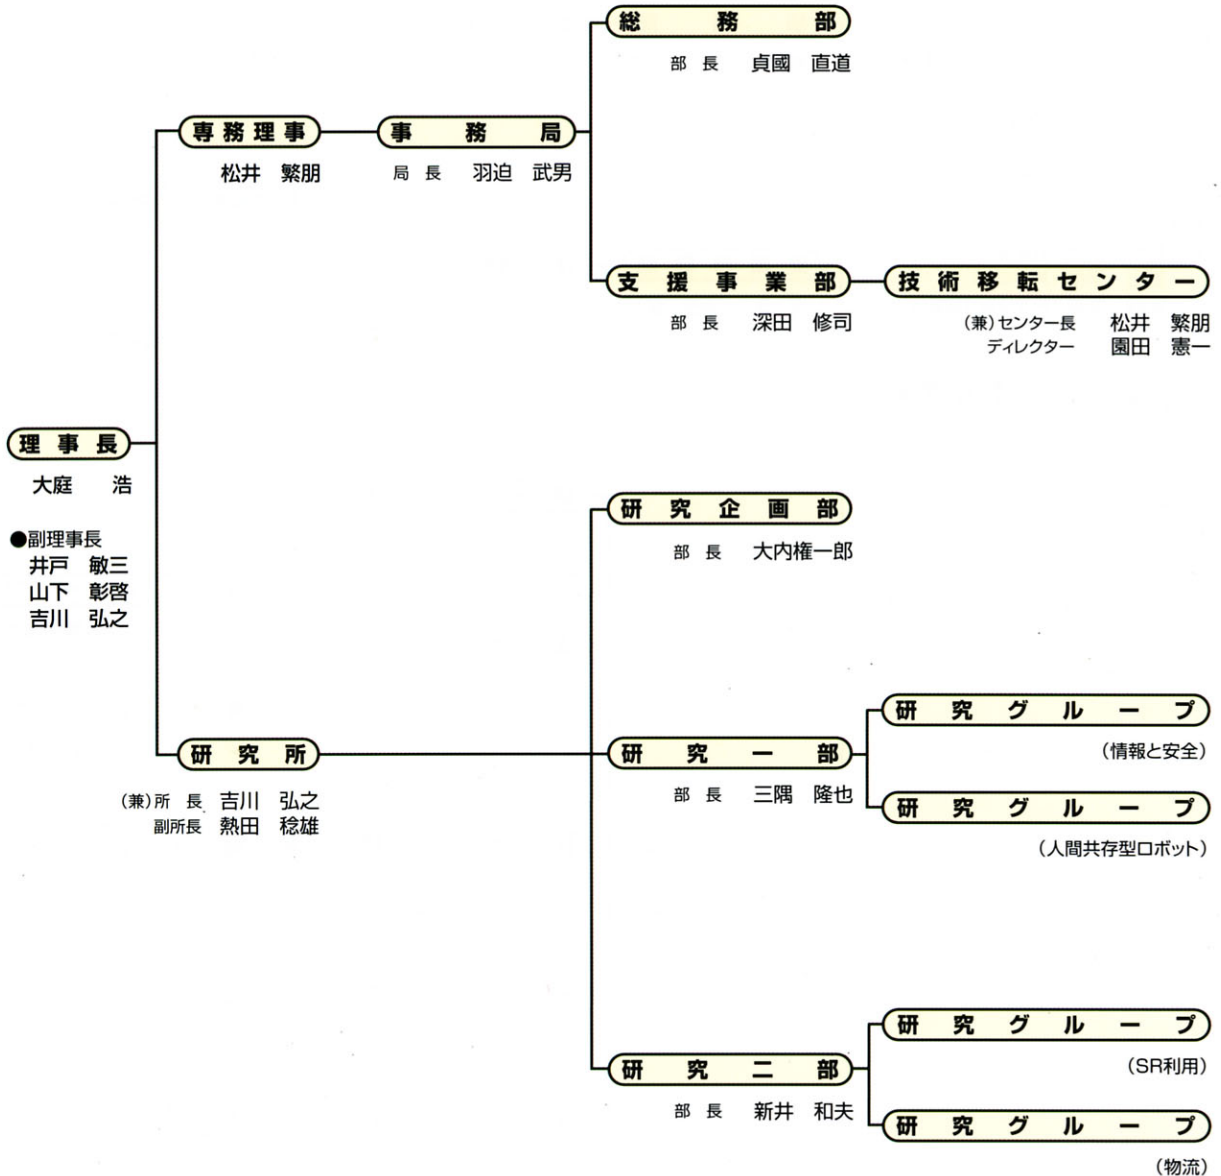 総務部
部長 貞國 直道
専務理事
松井 繁朋
事務局
局長 羽迫 武男
支援事業部
部長 深田 修司
技術移転センター
(兼)センター長 松井 繁朋
ディレクター 園田 憲一
理事長
大庭 浩
●副理事長
井戸 敏三
山下 彰啓
吉川 弘之
研究企画部
部長 大内権一郎
研究所
(兼)所長 吉川 弘之
副所長 熱田 稔雄
研究一部
部長 三隅 隆也
研究グループ
(情報と安全)
研究グループ
(人間共存型ロボット)
研究二部
部長 新井 和夫
研究グループ
(SR利用)
研究グループ
(物流)